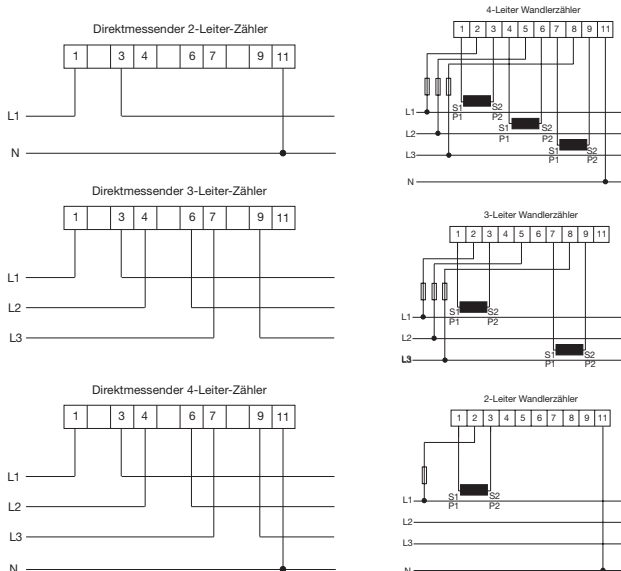 Direktmessender 2-Leiter-Zähler
1 3 4 6 7 9 11
L1
N
Direktmessender 3-Leiter-Zähler
1 3 4 6 7 9 11
L1
L2
L3
Direktmessender 4-Leiter-Zähler
1 3 4 6 7 9 11
L1
L2
L3
N
4-Leiter Wandlerzähler
1 2 3 4 5 6 7 8 9 11
S1 S2
L1
P1 P2
S1 S2
L2
P1 P2
S1 S2
L3
P1 P2
N
3-Leiter Wandlerzähler
1 2 3 4 5 6 7 8 9 11
S1 S2
L1
P1 P2
L2
S1 S2
L3
P1 P2
2-Leiter Wandlerzähler
1 2 3 4 5 6 7 8 9 11
S1 S2
L1
P1 P2
L2
L3
N